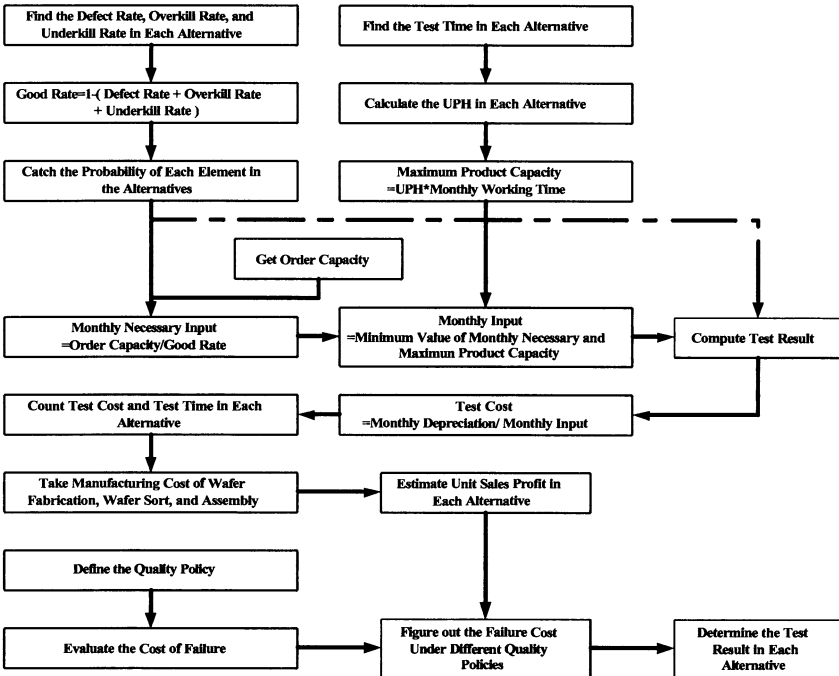 Find the Defect Rate, Overkill Rate, and
Underkill Rate in Each Alternative
Find the Test Time in Each Alternative
Good Rate=1-( Defect Rate + Overkill Rate
+ Underkill Rate )
Calculate the UPH in Each Alternative
Catch the Probability of Each Element in
the Alternatives
Maximum Product Capacity
=UPH*Monthly Working Time
Get Order Capacity
Monthly Necessary Input
=Order Capacity/Good Rate
Monthly Input
=Minimum Value of Monthly Necessary and
Maximun Product Capacity
Compute Test Result
Count Test Cost and Test Time in Each
Alternative
Test Cost
=Monthly Depreciation/ Monthly Input
Take Manufacturing Cost of Wafer
Fabrication, Wafer Sort, and Assembly
Estimate Unit Sales Profit in
Each Alternative
Define the Quality Policy
Evaluate the Cost of Failure
Figure out the Failure Cost
Under Different Quality
Policies
Determine the Test
Result in Each
Alternative